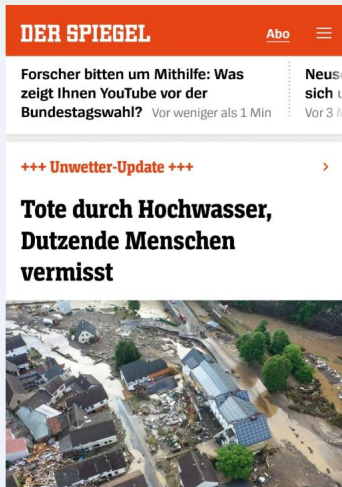 DER SPIEGEL
Abo
Forscher bitten um Mithilfe: Was
zeigt Ihnen YouTube vor der
Bundestagswahl? Vor weniger als 1 Min
sich
Vor 3
+++ Unwetter-Update +++
Tote durch Hochwasser,
Dutzende Menschen
vermisst